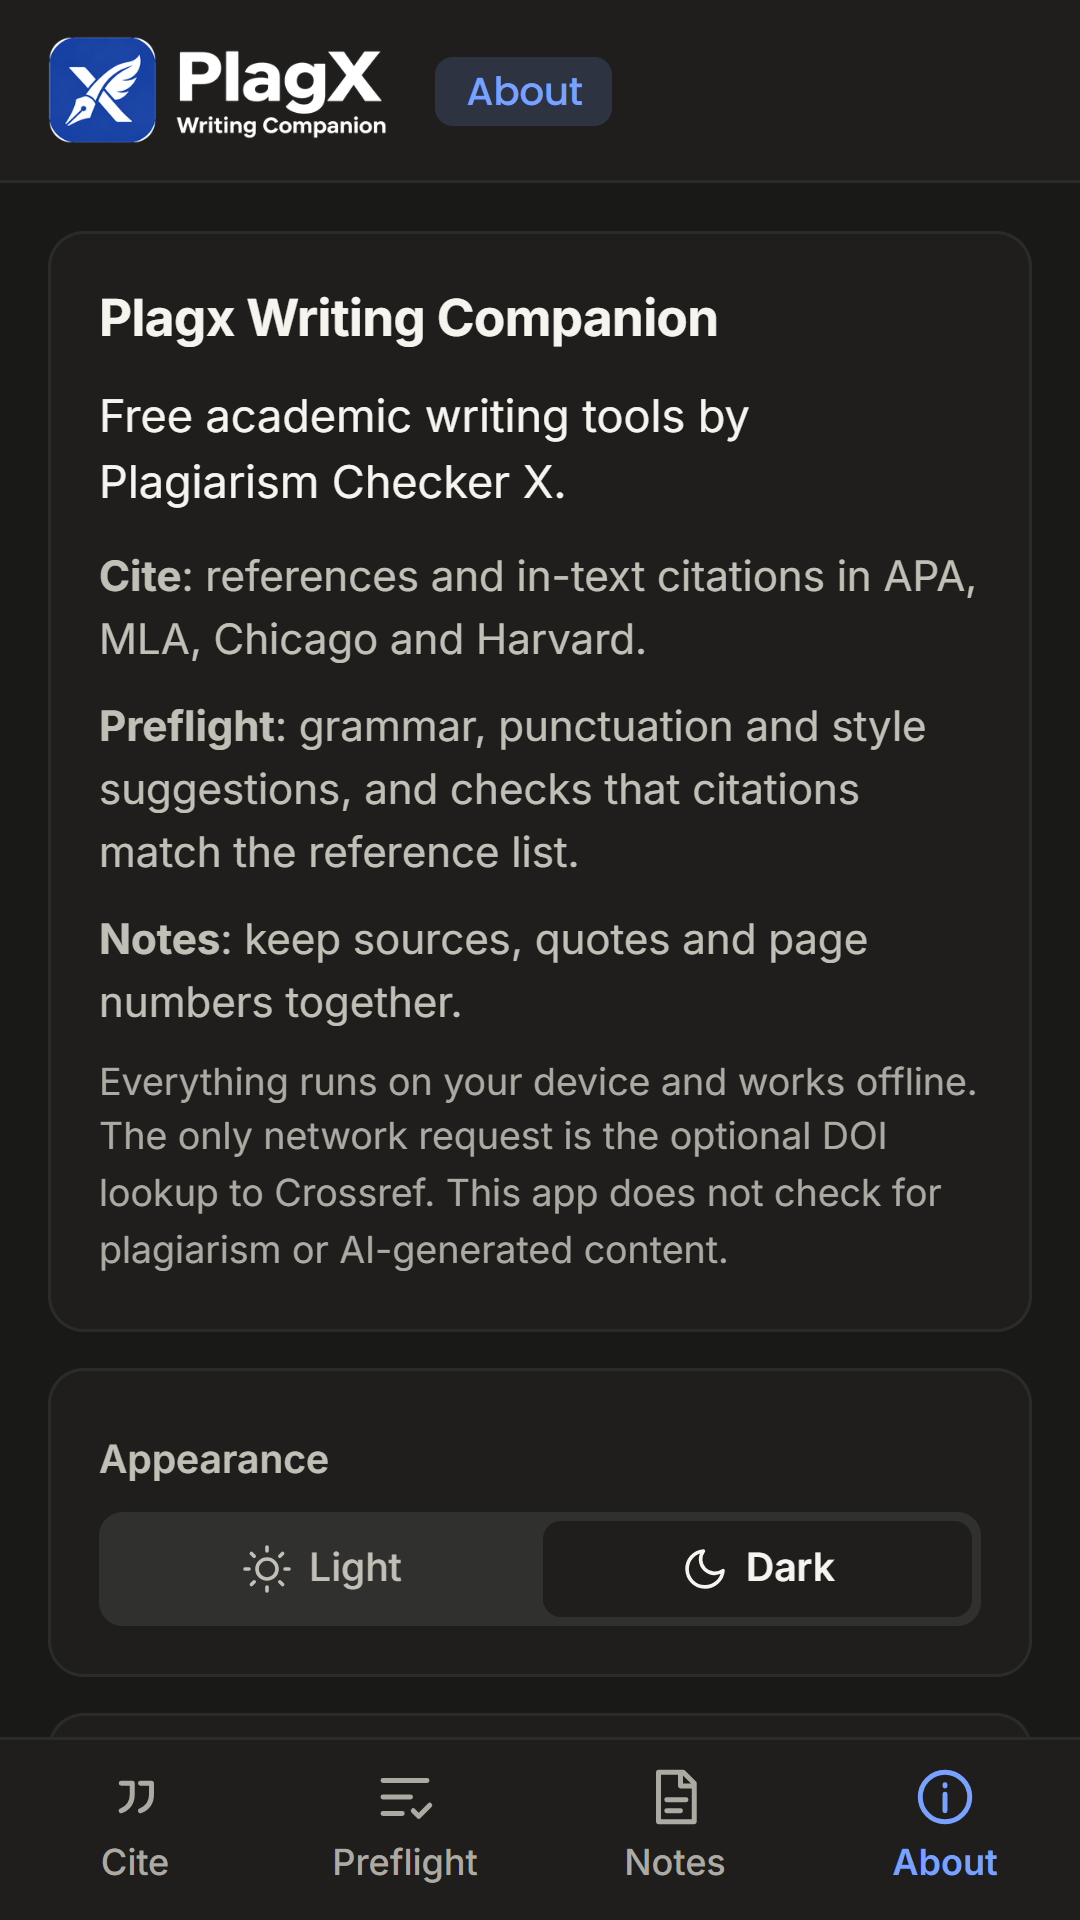 PlagX
Writing Companion
About
Plagx Writing Companion
Free academic writing tools by
Plagiarism Checker X.
Cite: references and in-text citations in APA,
MLA, Chicago and Harvard.
Preflight: grammar, punctuation and style
suggestions, and checks that citations
match the reference list.
Notes: keep sources, quotes and page
numbers together.
Everything runs on your device and works offline.
The only network request is the optional DOI
lookup to Crossref. This app does not check for
plagiarism or AI-generated content.
Appearance
Light
Dark
Cite
Preflight
Notes
About